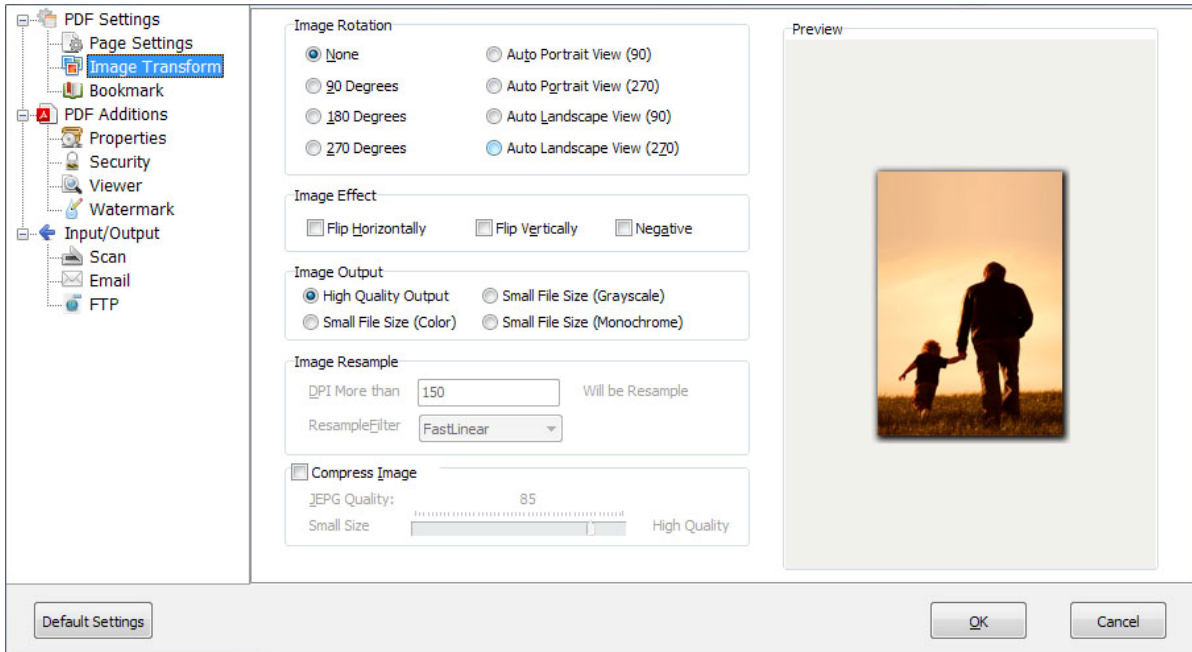 PDF Settings
Page Settings
Image Transform
Bookmark
PDF Additions
Properties
Security
Viewer
Watermark
Input/Output
Scan
Email
FTP
Image Rotation
None
Auto Portrait View (90)
90 Degrees
Auto Portrait View (270)
180 Degrees
Auto Landscape View (90)
270 Degrees
Auto Landscape View (270)
Image Effect
Flip Horizontally
Flip Vertically
Negative
Image Output
High Quality Output
Small File Size (Grayscale)
Small File Size (Color)
Small File Size (Monochrome)
Image Resample
DPI More than
150
Will be Resample
ResampleFilter
FastLinear
Compress Image
JEPG Quality:
85
Small Size
High Quality
Preview
Default Settings
OK
Cancel